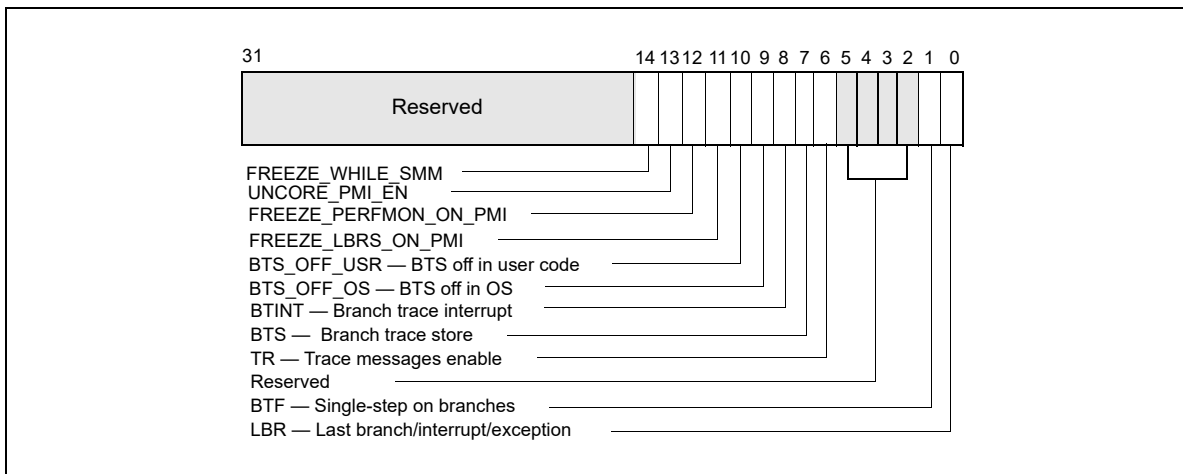 31 14 13 12 11 10 9 8 7 6 5 4 3 2 1 0
Reserved
FREEZE_WHILE_SMM
UNCORE_PMI_EN
FREEZE_PERFMON_ON_PMI
FREEZE_LBRS_ON_PMI
BTS_OFF_USR — BTS off in user code
BTS_OFF_OS — BTS off in OS
BTINT — Branch trace interrupt
BTS — Branch trace store
TR — Trace messages enable
Reserved
BTF — Single-step on branches
LBR — Last branch/interrupt/exception